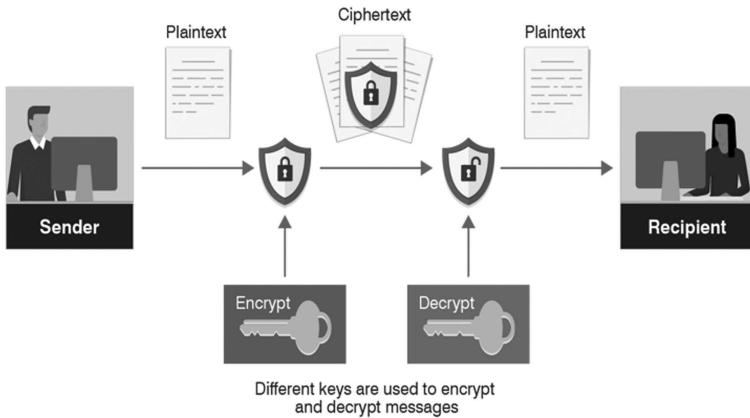 Plaintext
Ciphertext
Plaintext
Sender
Recipient
Encrypt
Decrypt
Different keys are used to encrypt
and decrypt messages